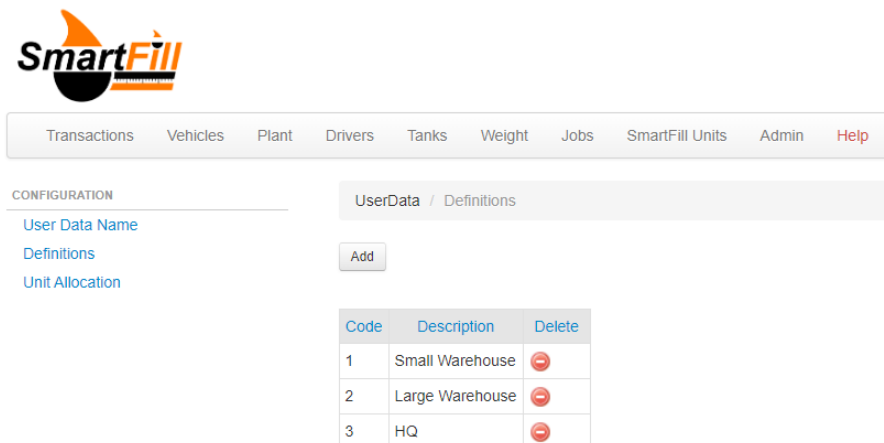 SmartFill
Transactions Vehicles Plant Drivers Tanks Weight Jobs SmartFill Units Admin Help
CONFIGURATION
User Data Name
Definitions
Unit Allocation
UserData / Definitions
Add
Code Description Delete
1 Small Warehouse
2 Large Warehouse
3 HQ